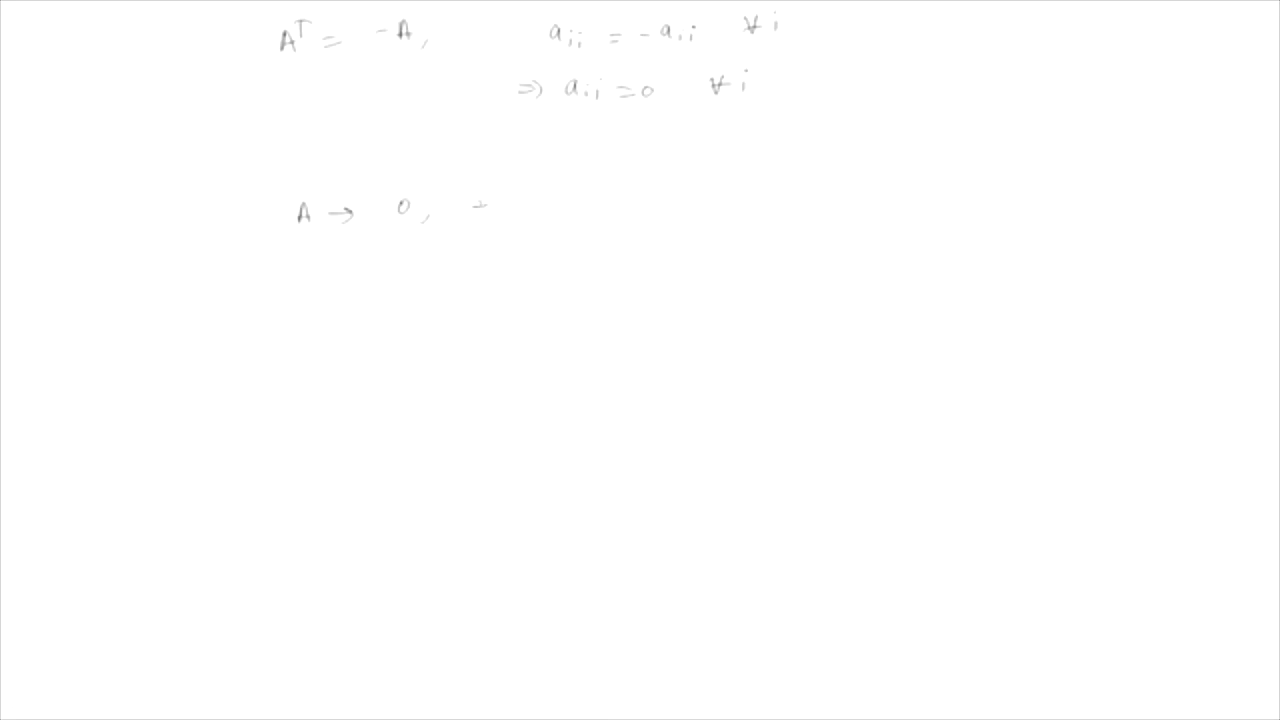 Aᵀ = -A, aᵢᵢ = -aᵢᵢ ∀ i
⇒ aᵢᵢ = 0 ∀ i
A → 0, +